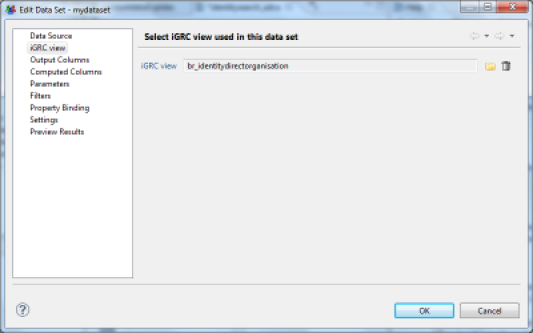 Edit Data Set - mydataset
Data Source
iGRC view
Output Columns
Computed Columns
Parameters
Filters
Property Binding
Settings
Preview Results
Select iGRC view used in this data set
iGRC view br_identitydirectorganisation
?
OK Cancel